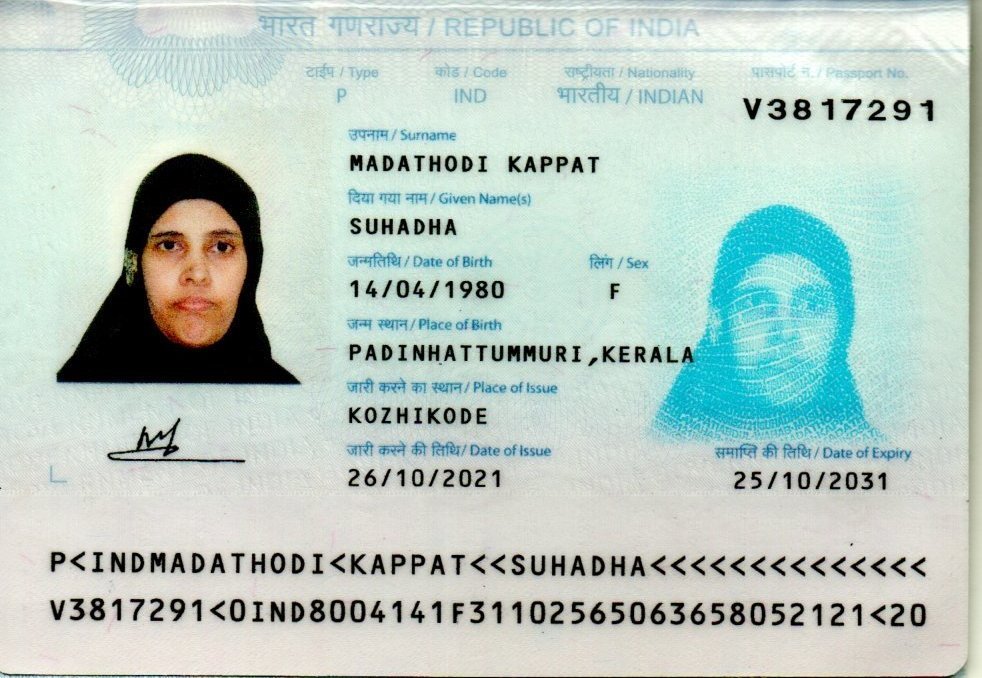 भारत गणराज्य / REPUBLIC OF INDIA
टाईप / Type कोड / Code राष्ट्रीयता / Nationality पासपोर्ट न. / Passport No.
P IND भारतीय / INDIAN V3817291
उपनाम / Surname
MADATHODI KAPPAT
दिया गया नाम / Given Name(s)
SUHADHA
जन्मतिथि / Date of Birth लिंग / Sex
14/04/1980 F
जन्म स्थान / Place of Birth
PADINHATTUMMURI,KERALA
जारी करने का स्थान / Place of Issue
KOZHIKODE
जारी करने की तिथि/ Date of Issue समाप्ति की तिथि / Date of Expiry
26/10/2021 25/10/2031
P<INDMADATHODI<KAPPAT<<SUHADHA<<<<<<<<<<<<<<
V3817291<0IND8004141F31102565063658052121<20